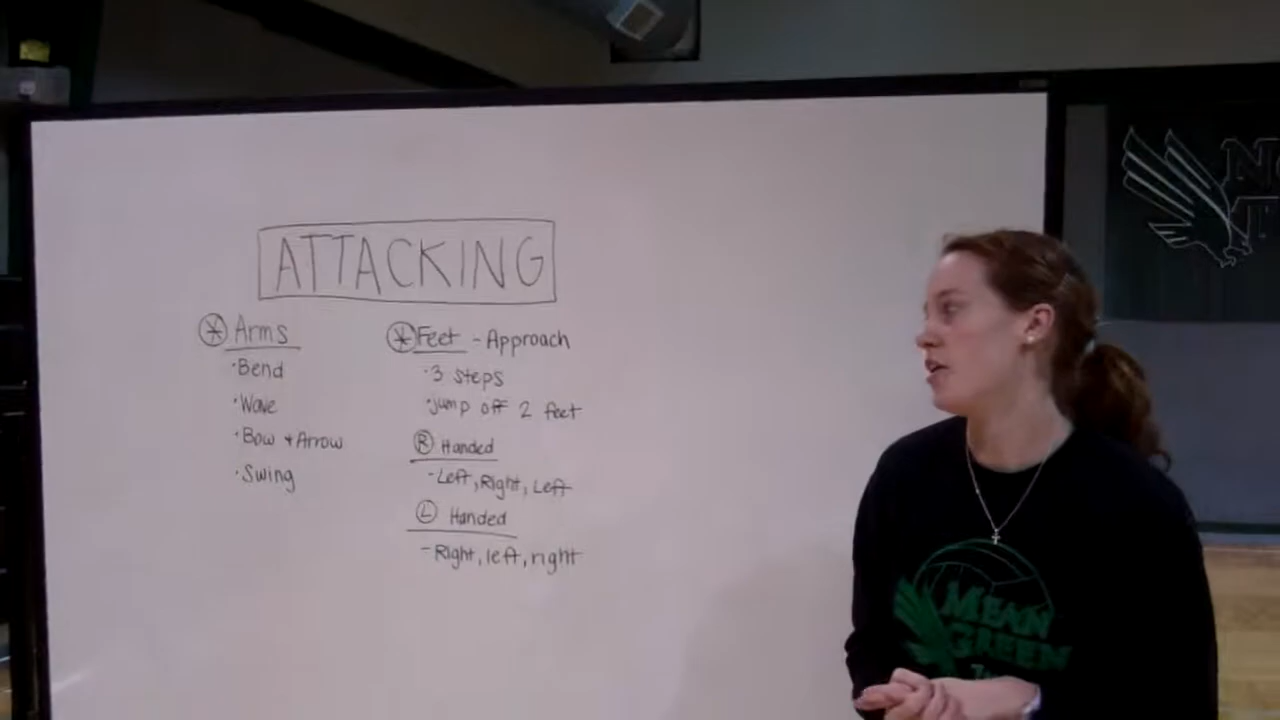 ATTACKING
Arms
· Bend
· Wave
· Bow + Arrow
· Swing
Feet - Approach
· 3 steps
· jump off 2 feet
R Handed
- Left, Right, Left
L Handed
- Right, left, right
MEAN
GREEN